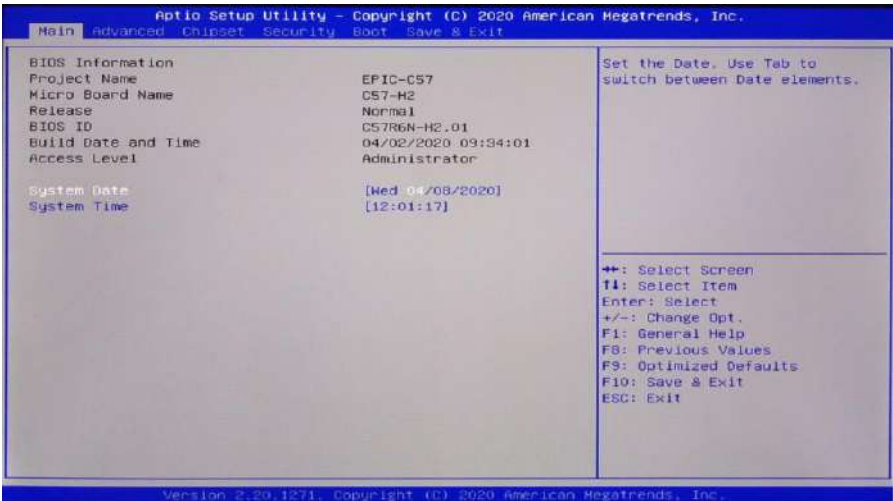 Aptio Setup Utility - Copyright (C) 2020 American Megatrends, Inc.
Main Advanced Chipset Security Boot Save & Exit
BIOS Information
Project Name EPIC-C57
Micro Board Name C57-H2
Release Normal
BIOS ID C57R6N-H2.01
Build Date and Time 04/02/2020 09:34:01
Access Level Administrator
System Date [Wed 04/08/2020]
System Time [12:01:17]
Set the Date. Use Tab to
switch between Date elements.
→←: Select Screen
↑↓: Select Item
Enter: Select
+/-: Change Opt.
F1: General Help
F8: Previous Values
F9: Optimized Defaults
F10: Save & Exit
ESC: Exit
Version 2.20.1271. Copyright (C) 2020 American Megatrends, Inc.